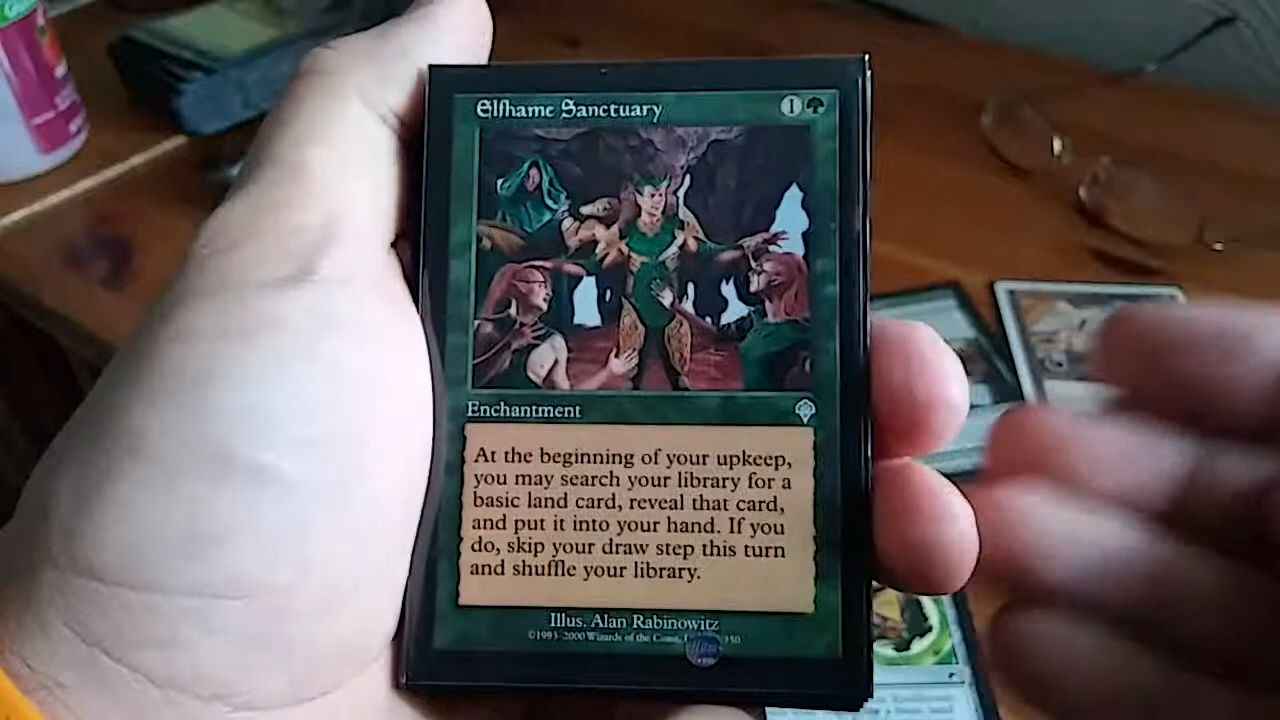 Elfhame Sanctuary
1
Enchantment
At the beginning of your upkeep,
you may search your library for a
basic land card, reveal that card,
and put it into your hand. If you
do, skip your draw step this turn
and shuffle your library.
Illus. Alan Rabinowitz
©1993-2000 Wizards of the Coast, 350